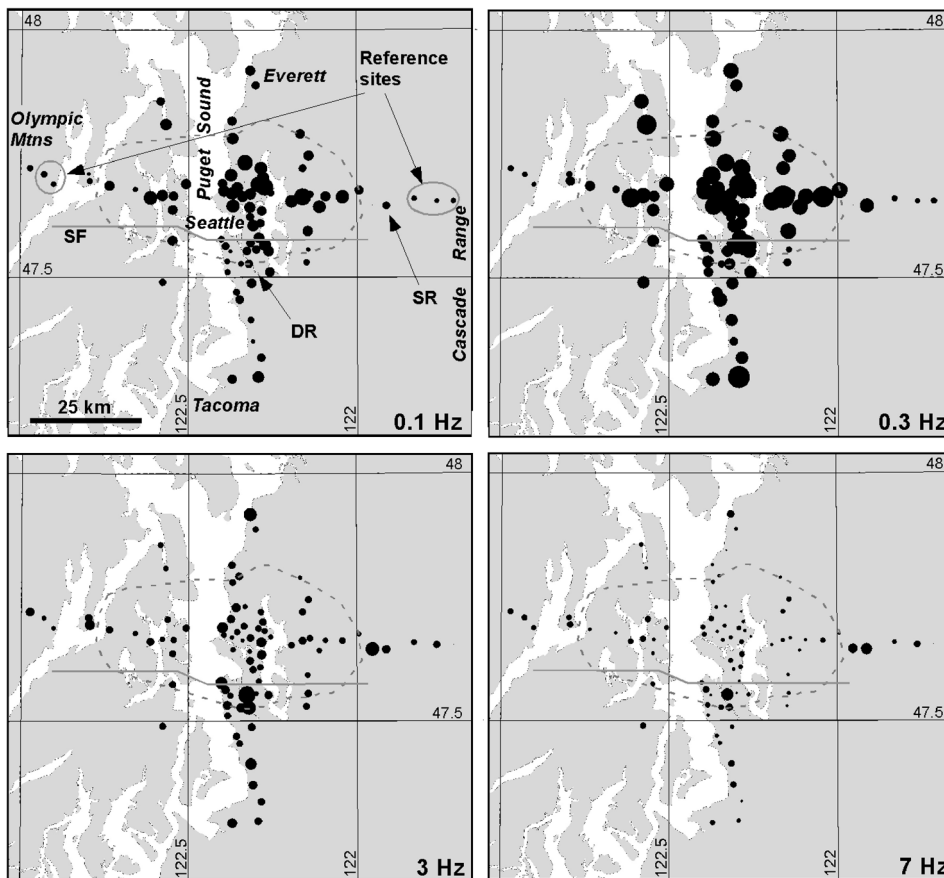 48
Everett
Reference
sites
Olympic
Mtns
Puget Sound
Seattle
SF
47.5
DR
SR
Cascade Range
25 km
Tacoma
122.5
122
0.1 Hz
48
47.5
122.5
122
0.3 Hz
48
47.5
122.5
122
3 Hz
48
47.5
122.5
122
7 Hz